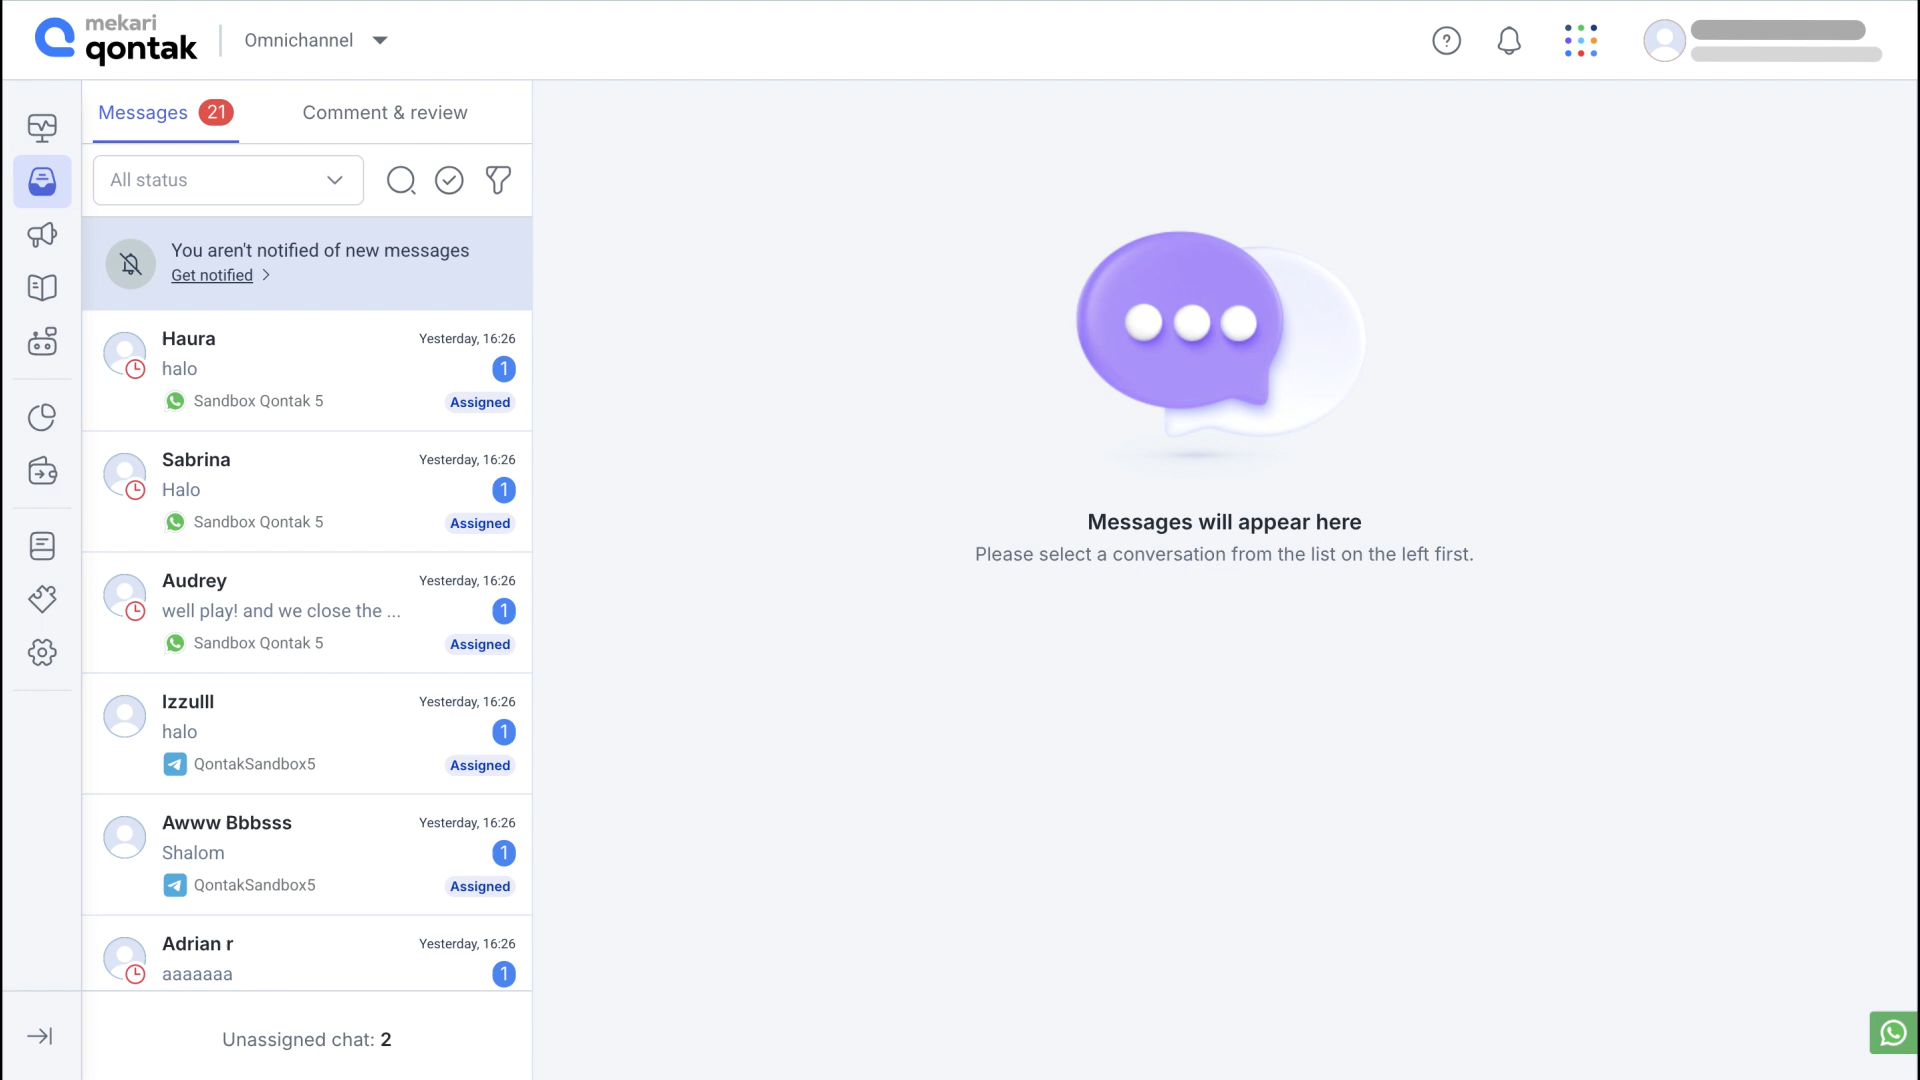 mekari
qontak
Omnichannel
Messages 21
Comment & review
All status
You aren't notified of new messages
Get notified
Haura
Yesterday, 16:26
halo
1
Sandbox Qontak 5
Assigned
Sabrina
Yesterday, 16:26
Halo
1
Sandbox Qontak 5
Assigned
Audrey
Yesterday, 16:26
well play! and we close the ...
1
Sandbox Qontak 5
Assigned
Izzulll
Yesterday, 16:26
halo
1
QontakSandbox5
Assigned
Awww Bbbsss
Yesterday, 16:26
Shalom
1
QontakSandbox5
Assigned
Adrian r
Yesterday, 16:26
aaaaaaa
1
Unassigned chat: 2
Messages will appear here
Please select a conversation from the list on the left first.